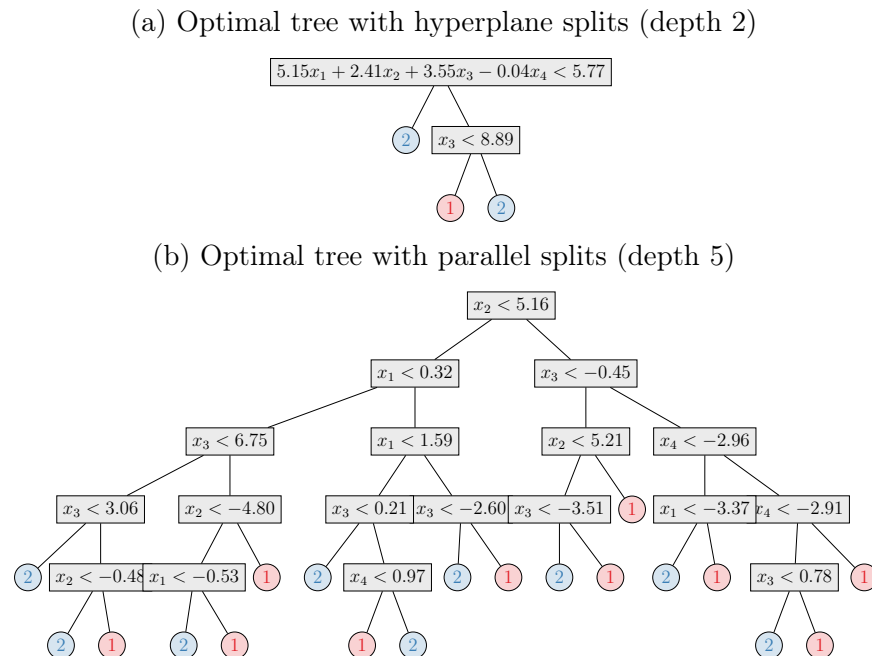 (a) Optimal tree with hyperplane splits (depth 2)
5.15x₁ + 2.41x₂ + 3.55x₃ − 0.04x₄ < 5.77
2 x₃ < 8.89
1 2
(b) Optimal tree with parallel splits (depth 5)
x₂ < 5.16
x₁ < 0.32 x₃ < −0.45
x₃ < 6.75 x₁ < 1.59 x₂ < 5.21 x₄ < −2.96
x₃ < 3.06 x₂ < −4.80 x₃ < 0.21 x₃ < −2.60 x₃ < −3.51 1 x₁ < −3.37 x₄ < −2.91
2 x₂ < −0.48 x₁ < −0.53 1 2 x₄ < 0.97 2 1 2 1 2 1 x₃ < 0.78 1
2 1 2 1 1 2 2 1